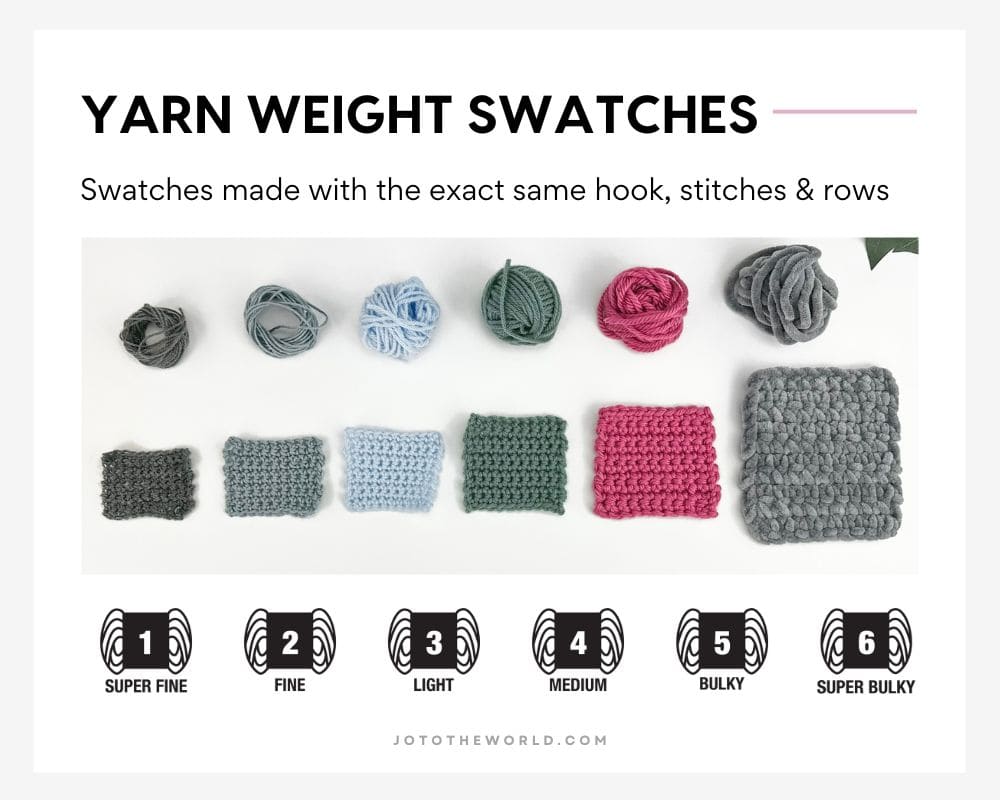 YARN WEIGHT SWATCHES
Swatches made with the exact same hook, stitches & rows
1 2 3 4 5 6
SUPER FINE FINE LIGHT MEDIUM BULKY SUPER BULKY
JOTOTHEWORLD.COM